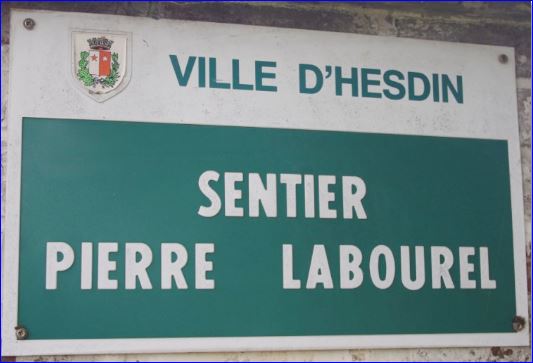 VILLE D'HESDIN
SENTIER
PIERRE LABOUREL